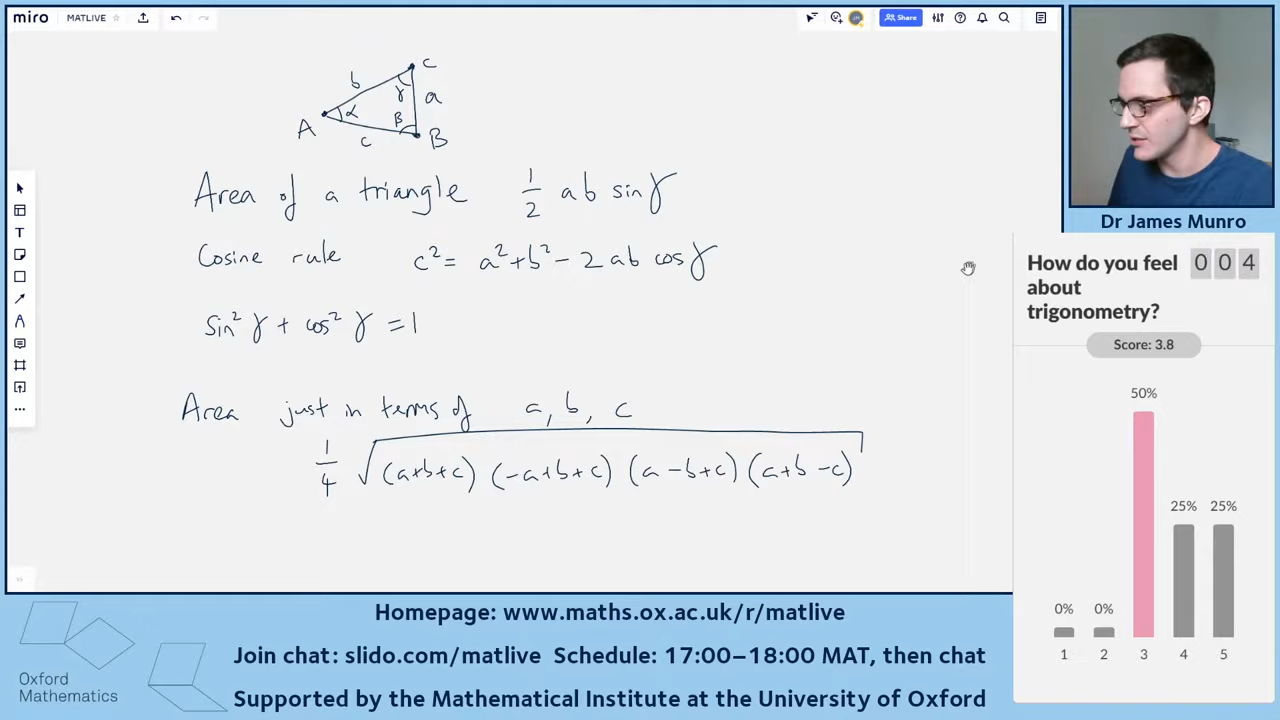 miro MATLIVE Share
C
b
γ a
A α β
c B
Area of a triangle 1/2 ab sin γ
Cosine rule c² = a² + b² − 2 ab cos γ
sin² γ + cos² γ = 1
Area just in terms of a, b, c
1/4 √(a+b+c) (-a+b+c) (a-b+c) (a+b-c)
Dr James Munro
How do you feel about trigonometry?
004
Score: 3.8
50%
25% 25%
0% 0%
1 2 3 4 5
Oxford
Mathematics
Homepage: www.maths.ox.ac.uk/r/matlive
Join chat: slido.com/matlive Schedule: 17:00–18:00 MAT, then chat
Supported by the Mathematical Institute at the University of Oxford